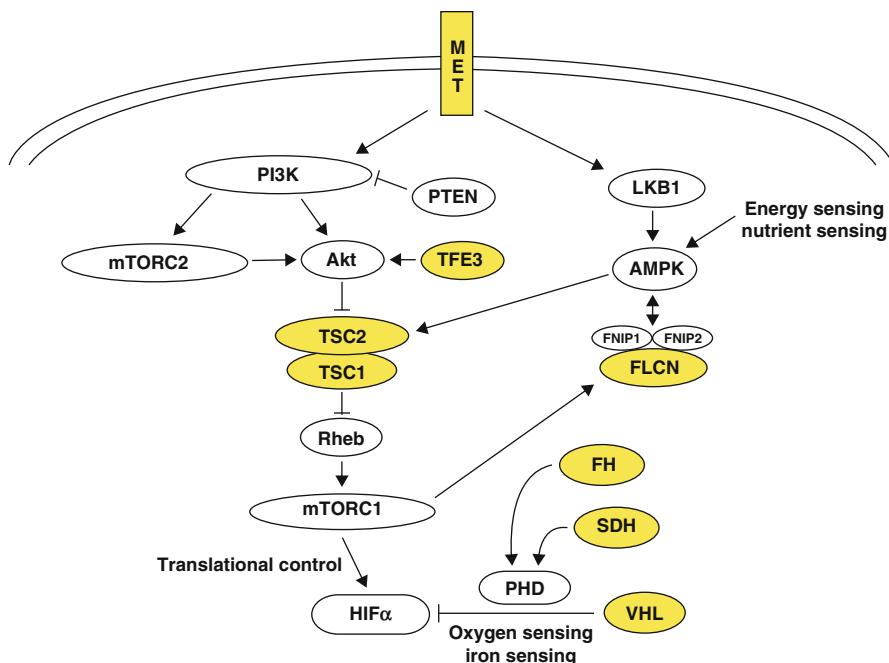 M
E
T
PI3K
PTEN
LKB1
Energy sensing
nutrient sensing
mTORC2
Akt
TFE3
AMPK
TSC2
FNIP1
FNIP2
TSC1
FLCN
Rheb
FH
mTORC1
SDH
Translational control
PHD
HIFα
VHL
Oxygen sensing
iron sensing